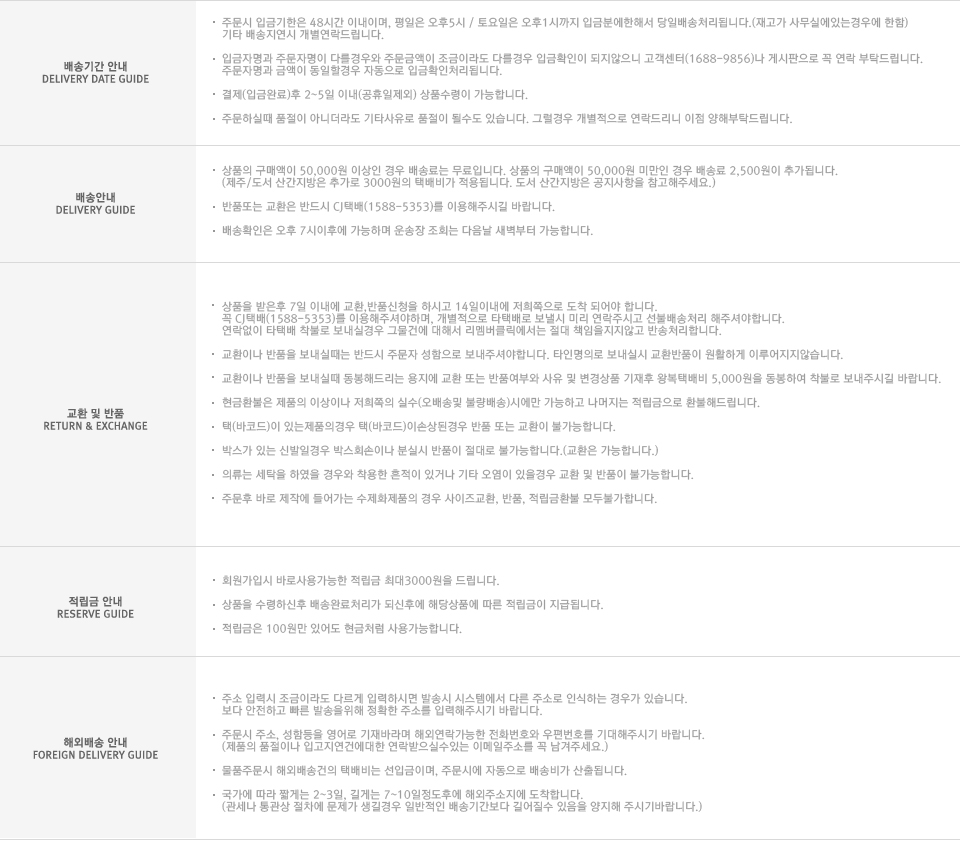 배송기간 안내
DELIVERY DATE GUIDE
· 주문시 입금기한은 48시간 이내이며, 평일은 오후5시 / 토요일은 오후1시까지 입금분에한해서 당일배송처리됩니다.(재고가 사무실에있는경우에 한함)
기타 배송지연시 개별연락드립니다.
· 입금자명과 주문자명이 다를경우와 주문금액이 조금이라도 다를경우 입금확인이 되지않으니 고객센터(1688-9856)나 게시판으로 꼭 연락 부탁드립니다.
주문자명과 금액이 동일할경우 자동으로 입금확인처리됩니다.
· 결제(입금완료)후 2~5일 이내(공휴일제외) 상품수령이 가능합니다.
· 주문하실때 품절이 아니더라도 기타사유로 품절이 될수도 있습니다. 그럴경우 개별적으로 연락드리니 이점 양해부탁드립니다.
배송안내
DELIVERY GUIDE
· 상품의 구매액이 50,000원 이상인 경우 배송료는 무료입니다. 상품의 구매액이 50,000원 미만인 경우 배송료 2,500원이 추가됩니다.
(제주/도서 산간지방은 추가로 3000원의 택배비가 적용됩니다. 도서 산간지방은 공지사항을 참고해주세요.)
· 반품또는 교환은 반드시 CJ택배(1588-5353)를 이용해주시길 바랍니다.
· 배송확인은 오후 7시이후에 가능하며 운송장 조회는 다음날 새벽부터 가능합니다.
교환 및 반품
RETURN & EXCHANGE
· 상품을 받은후 7일 이내에 교환,반품신청을 하시고 14일이내에 저희쪽으로 도착 되어야 합니다.
꼭 CJ택배(1588-5353)를 이용해주셔야하며, 개별적으로 타택배로 보낼시 미리 연락주시고 선불배송처리 해주셔야합니다.
연락없이 타택배 착불로 보내실경우 그물건에 대해서 리멤버클릭에서는 절대 책임을지지않고 반송처리합니다.
· 교환이나 반품을 보내실때는 반드시 주문자 성함으로 보내주셔야합니다. 타인명의로 보내실시 교환반품이 원활하게 이루어지지않습니다.
· 교환이나 반품을 보내실때 동봉해드리는 용지에 교환 또는 반품여부와 사유 및 변경상품 기재후 왕복택배비 5,000원을 동봉하여 착불로 보내주시길 바랍니다.
· 현금환불은 제품의 이상이나 저희쪽의 실수(오배송및 불량배송)시에만 가능하고 나머지는 적립금으로 환불해드립니다.
· 택(바코드)이 있는제품의경우 택(바코드)이손상된경우 반품 또는 교환이 불가능합니다.
· 박스가 있는 신발일경우 박스훼손이나 분실시 반품이 절대로 불가능합니다.(교환은 가능합니다.)
· 의류는 세탁을 하였을 경우와 착용한 흔적이 있거나 기타 오염이 있을경우 교환 및 반품이 불가능합니다.
· 주문후 바로 제작에 들어가는 수제화제품의 경우 사이즈교환, 반품, 적립금환불 모두불가합니다.
적립금 안내
RESERVE GUIDE
· 회원가입시 바로사용가능한 적립금 최대3000원을 드립니다.
· 상품을 수령하신후 배송완료처리가 되신후에 해당상품에 따른 적립금이 지급됩니다.
· 적립금은 100원만 있어도 현금처럼 사용가능합니다.
해외배송 안내
FOREIGN DELIVERY GUIDE
· 주소 입력시 조금이라도 다르게 입력하시면 발송시 시스템에서 다른 주소로 인식하는 경우가 있습니다.
보다 안전하고 빠른 발송을위해 정확한 주소를 입력해주시기 바랍니다.
· 주문시 주소, 성함등을 영어로 기재바라며 해외연락가능한 전화번호와 우편번호를 기대해주시기 바랍니다.
(제품의 품절이나 입고지연건에대한 연락받으실수있는 이메일주소를 꼭 남겨주세요.)
· 물품주문시 해외배송건의 택배비는 선입금이며, 주문시에 자동으로 배송비가 산출됩니다.
· 국가에 따라 짧게는 2~3일, 길게는 7~10일정도후에 해외주소지에 도착합니다.
(관세나 통관상 절차에 문제가 생길경우 일반적인 배송기간보다 길어질수 있음을 양지해 주시기바랍니다.)